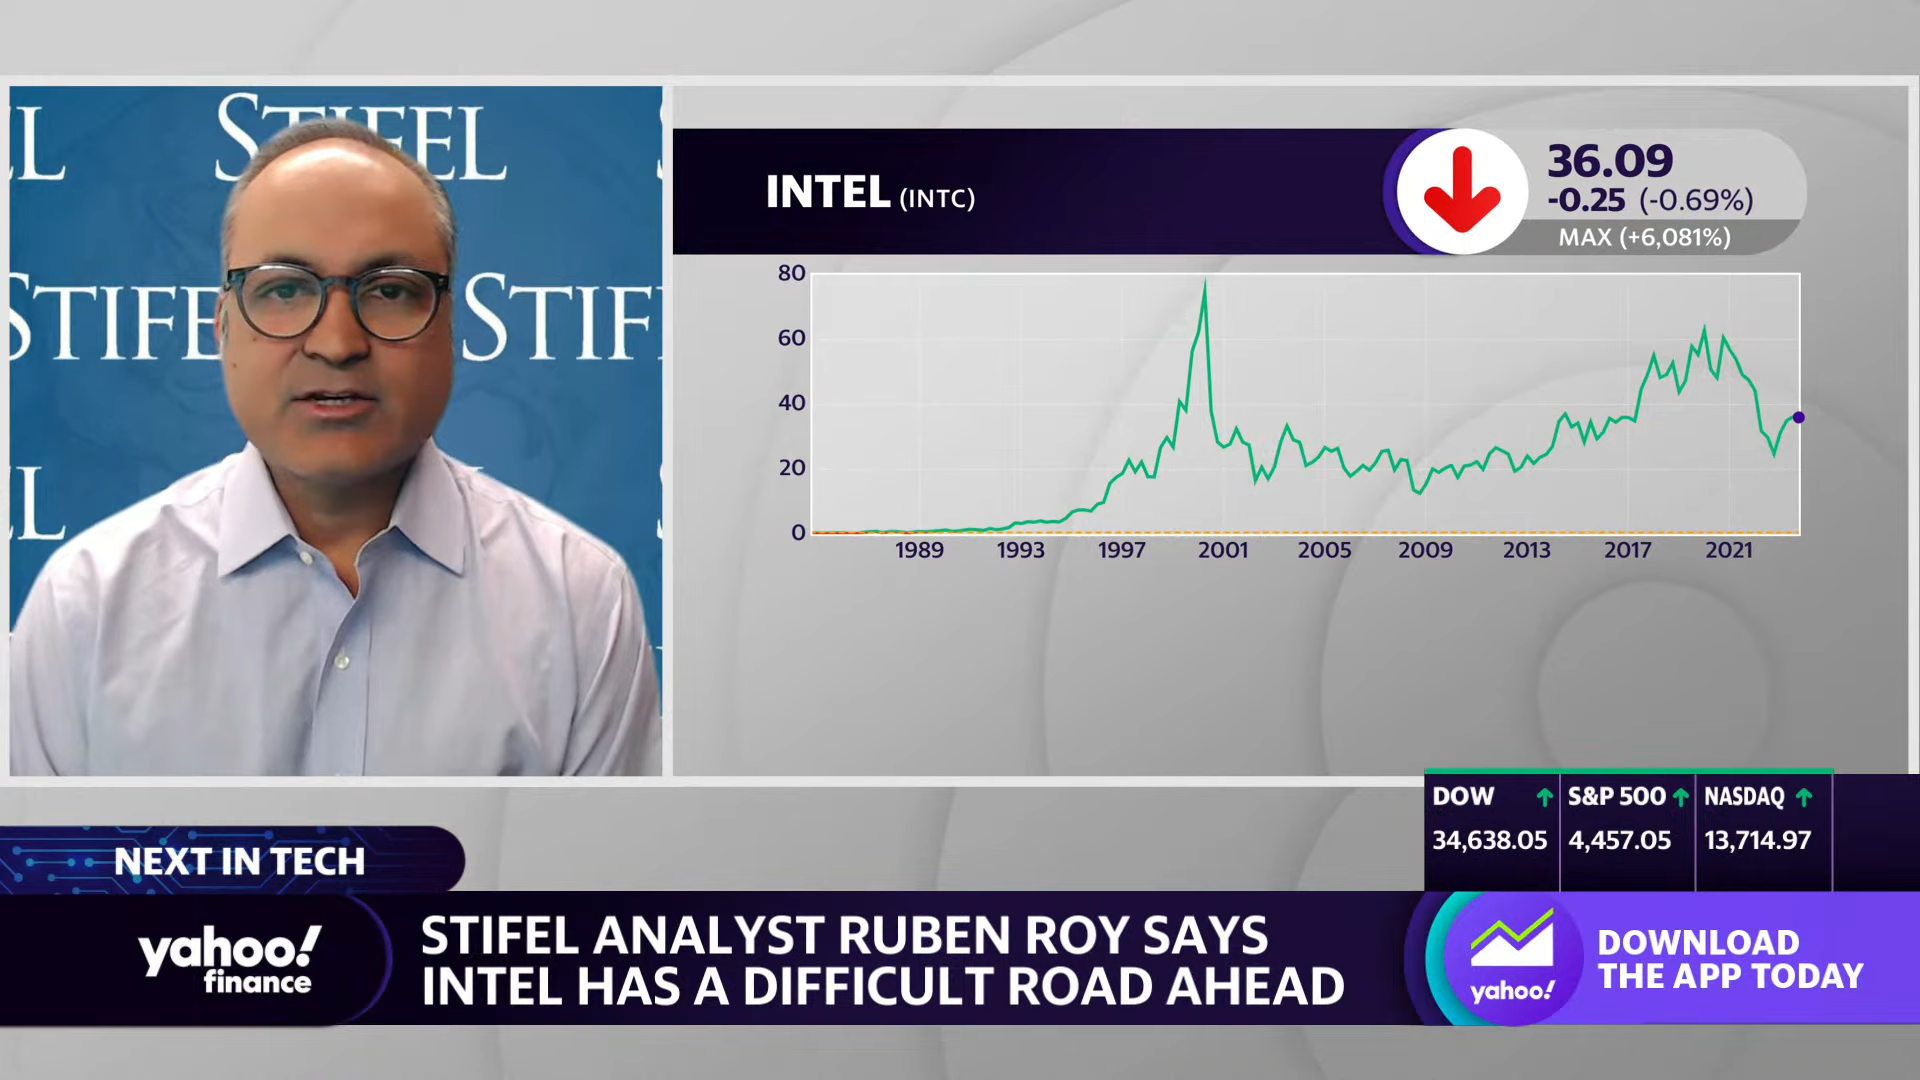 STIFEL
STIFE
STIF
EL
EL
INTEL (INTC)
36.09
-0.25 (-0.69%)
MAX (+6,081%)
80
60
40
20
0
1989 1993 1997 2001 2005 2009 2013 2017 2021
DOW S&P 500 NASDAQ
34,638.05 4,457.05 13,714.97
NEXT IN TECH
yahoo!
finance
STIFEL ANALYST RUBEN ROY SAYS
INTEL HAS A DIFFICULT ROAD AHEAD
yahoo!
DOWNLOAD
THE APP TODAY